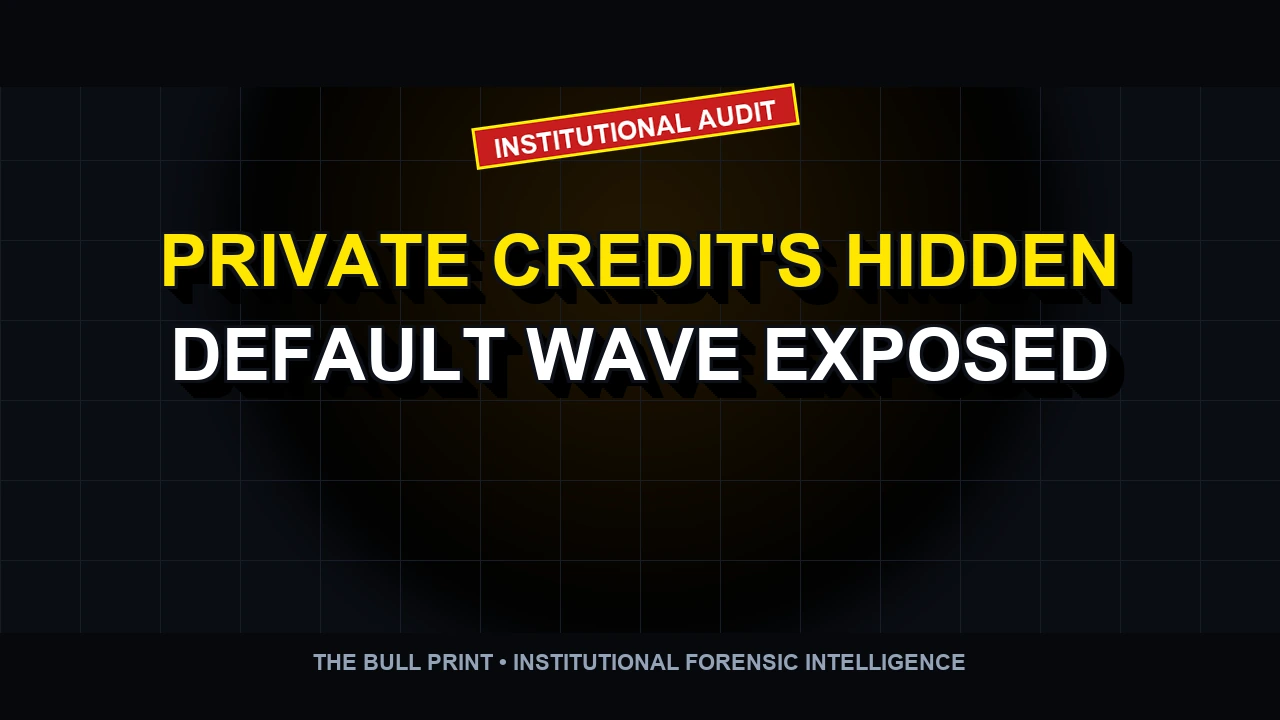 INSTITUTIONAL AUDIT
PRIVATE CREDIT'S HIDDEN
DEFAULT WAVE EXPOSED
THE BULL PRINT • INSTITUTIONAL FORENSIC INTELLIGENCE